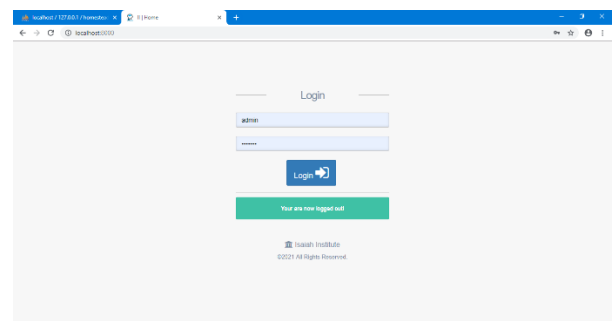 localhost / 127.0.0.1 / homestea
II | Home
localhost:8000
Login
admin
Login
Your are now logged out!
Isaiah Institute
©2021 All Rights Reserved.